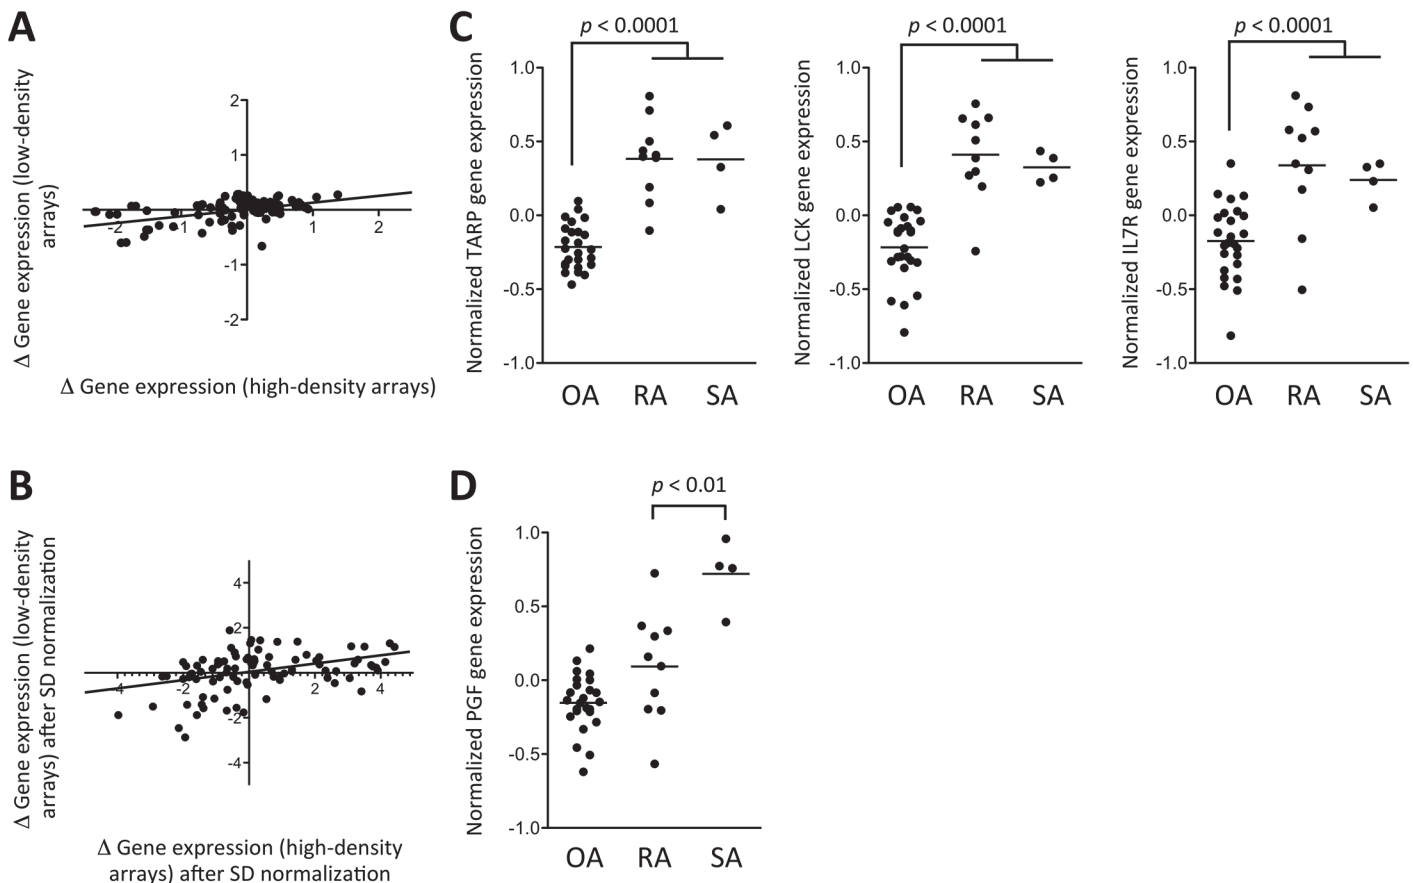 A
Δ Gene expression (low-density
arrays)
2
1
-2
-1
1
2
-1
-2
Δ Gene expression (high-density arrays)
B
Δ Gene expression (low-density
arrays) after SD normalization
4
2
-4
-2
2
4
-2
-4
Δ Gene expression (high-density
arrays) after SD normalization
C
p < 0.0001
Normalized TARP gene expression
1.0
0.5
0.0
-0.5
-1.0
OA RA SA
p < 0.0001
Normalized LCK gene expression
1.0
0.5
0.0
-0.5
-1.0
OA RA SA
p < 0.0001
Normalized IL7R gene expression
1.0
0.5
0.0
-0.5
-1.0
OA RA SA
D
p < 0.01
Normalized PGF gene expression
1.0
0.5
0.0
-0.5
-1.0
OA RA SA